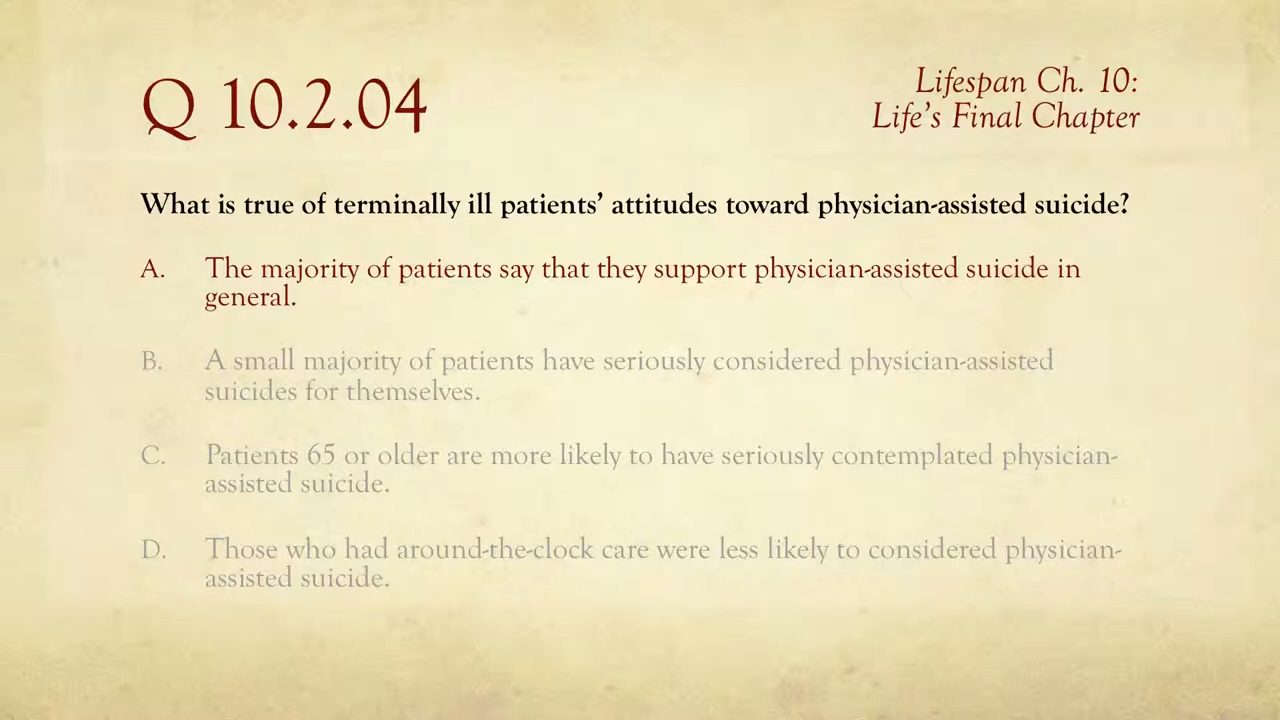 Q 10.2.04
Lifespan Ch. 10:
Life's Final Chapter
What is true of terminally ill patients' attitudes toward physician-assisted suicide?
A. The majority of patients say that they support physician-assisted suicide in
general.
B. A small majority of patients have seriously considered physician-assisted
suicides for themselves.
C. Patients 65 or older are more likely to have seriously contemplated physician-
assisted suicide.
D. Those who had around-the-clock care were less likely to considered physician-
assisted suicide.